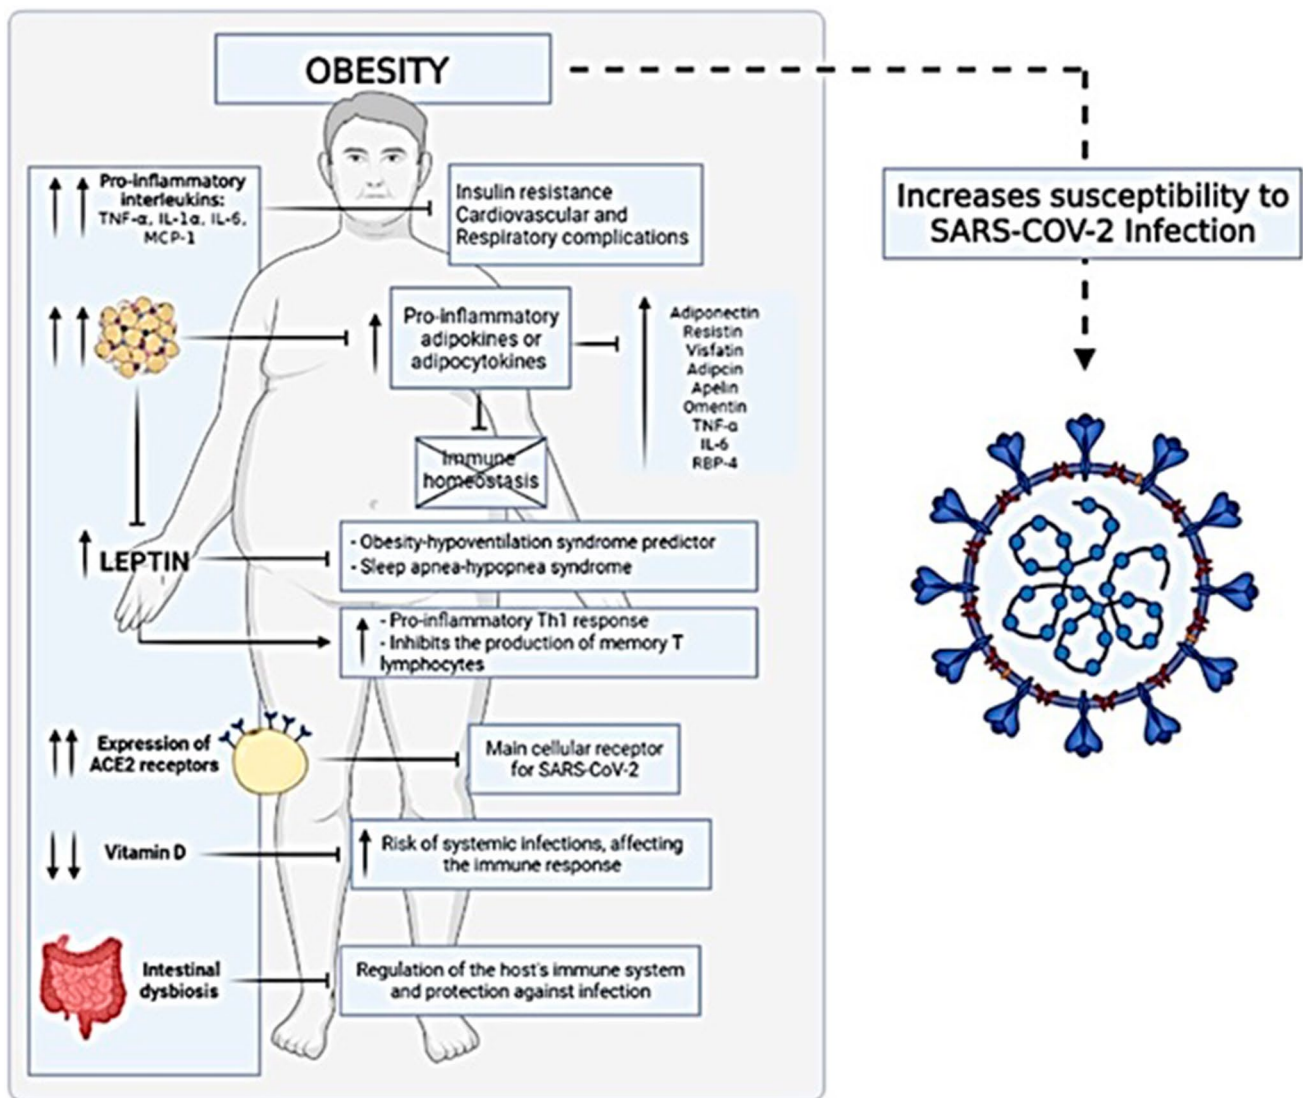 OBESITY
Pro-inflammatory
interleukins:
TNF-α, IL-1α, IL-6,
MCP-1
Insulin resistance
Cardiovascular and
Respiratory complications
Pro-inflammatory
adipokines or
adipocytokines
Adiponectin
Resistin
Visfatin
Adipcin
Apelin
Omentin
TNF-α
IL-6
RBP-4
Immune
homeostasis
LEPTIN
- Obesity-hypoventilation syndrome predictor
- Sleep apnea-hypopnea syndrome
- Pro-inflammatory Th1 response
- Inhibits the production of memory T
lymphocytes
Expression of
ACE2 receptors
Main cellular receptor
for SARS-CoV-2
Vitamin D
Risk of systemic infections, affecting
the immune response
Intestinal
dysbiosis
Regulation of the host's immune system
and protection against infection
Increases susceptibility to
SARS-COV-2 Infection